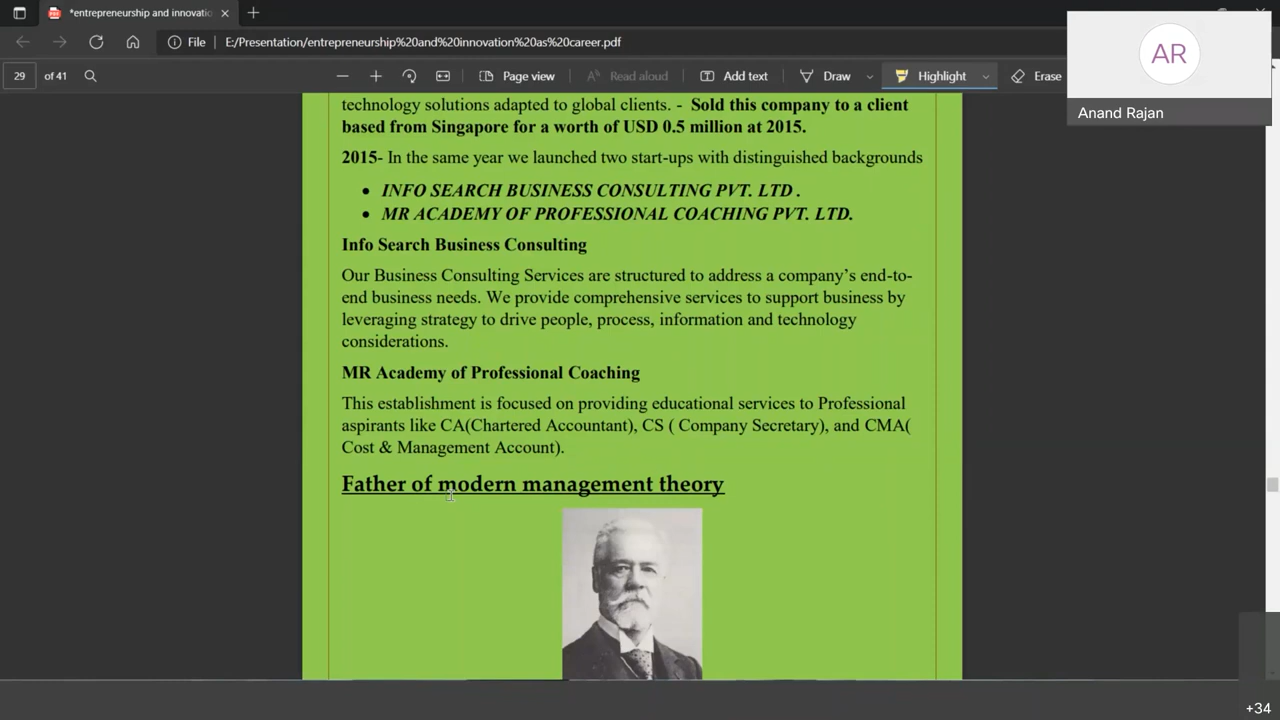 *entrepreneurship and innovatio
File
E:/Presentation/entrepreneurship%20and%20innovation%20as%20career.pdf
29 of 41
Page view
Read aloud
Add text
Draw
Highlight
Erase
AR
Anand Rajan
technology solutions adapted to global clients. - Sold this company to a client
based from Singapore for a worth of USD 0.5 million at 2015.
2015- In the same year we launched two start-ups with distinguished backgrounds
• INFO SEARCH BUSINESS CONSULTING PVT. LTD .
• MR ACADEMY OF PROFESSIONAL COACHING PVT. LTD.
Info Search Business Consulting
Our Business Consulting Services are structured to address a company’s end-to-
end business needs. We provide comprehensive services to support business by
leveraging strategy to drive people, process, information and technology
considerations.
MR Academy of Professional Coaching
This establishment is focused on providing educational services to Professional
aspirants like CA(Chartered Accountant), CS ( Company Secretary), and CMA(
Cost & Management Account).
Father of modern management theory
+34